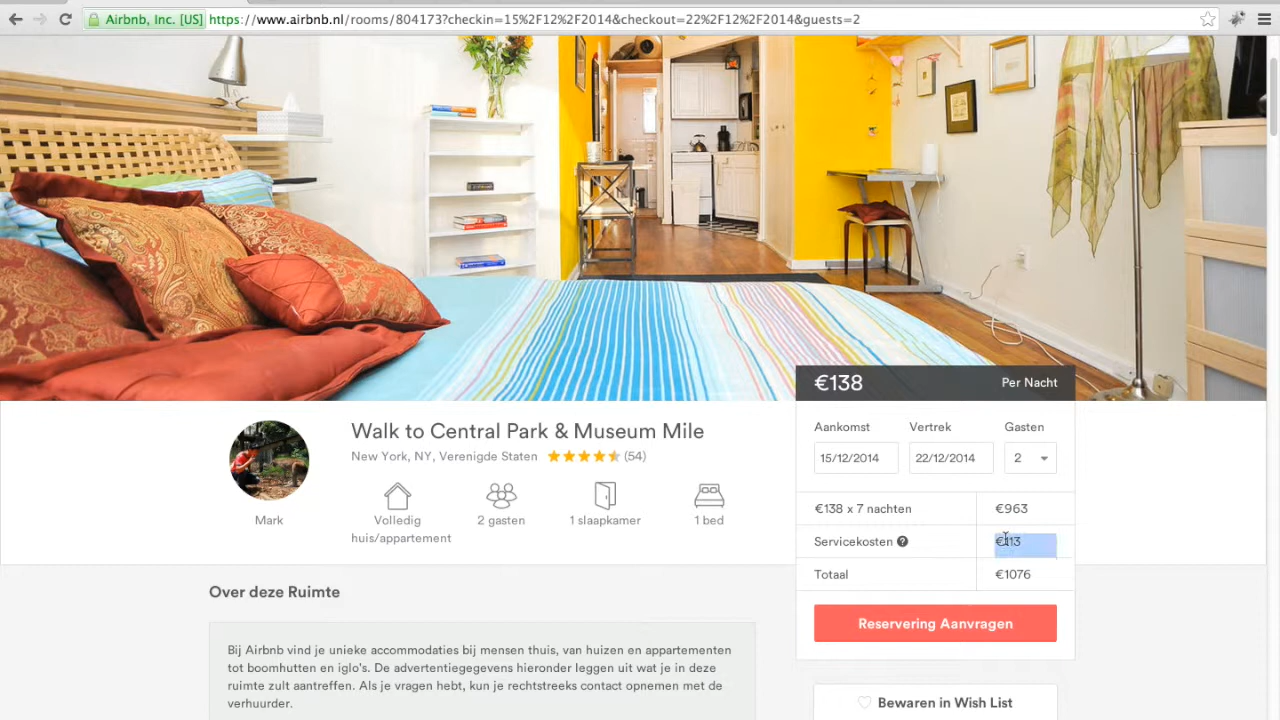 Airbnb, Inc. [US] https://www.airbnb.nl/rooms/804173?checkin=15%2F12%2F2014&checkout=22%2F12%2F2014&guests=2
€138 Per Nacht
Walk to Central Park & Museum Mile
New York, NY, Verenigde Staten (54)
Mark
Volledig huis/appartement
2 gasten
1 slaapkamer
1 bed
Aankomst Vertrek Gasten
15/12/2014 22/12/2014 2
€138 x 7 nachten €963
Servicekosten ? €113
Totaal €1076
Reservering Aanvragen
Bewaren in Wish List
Over deze Ruimte
Bij Airbnb vind je unieke accommodaties bij mensen thuis, van huizen en appartementen
tot boomhutten en iglo's. De advertentiegegevens hieronder leggen uit wat je in deze
ruimte zult aantreffen. Als je vragen hebt, kun je rechtstreeks contact opnemen met de
verhuurder.